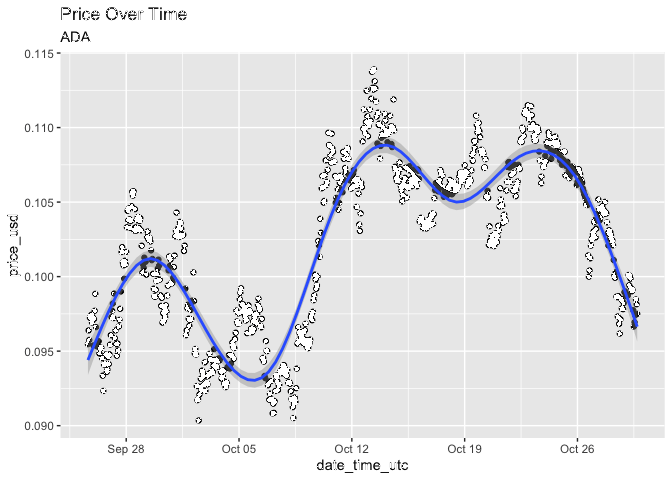 Price Over Time
ADA
0.115
0.110
0.105
0.100
0.095
0.090
price_usd
Sep 28 Oct 05 Oct 12 Oct 19 Oct 26
date_time_utc